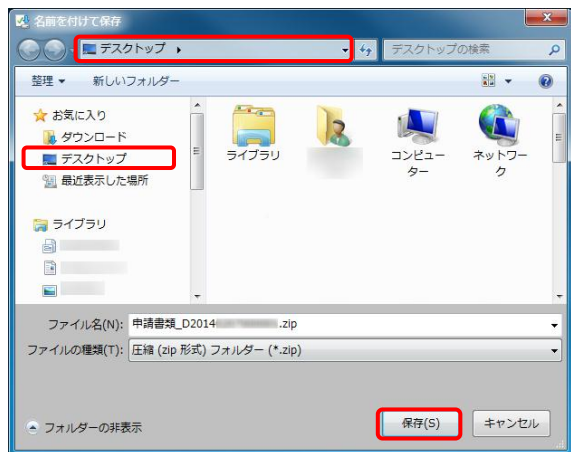 名前を付けて保存
デスクトップ
デスクトップの検索
整理 新しいフォルダー
お気に入り
ダウンロード
デスクトップ
最近表示した場所
ライブラリ
ライブラリ
コンピューター
ネットワーク
ファイル名(N): 申請書類_D2014 .zip
ファイルの種類(T): 圧縮 (zip 形式) フォルダー (*.zip)
フォルダーの非表示
保存(S)
キャンセル